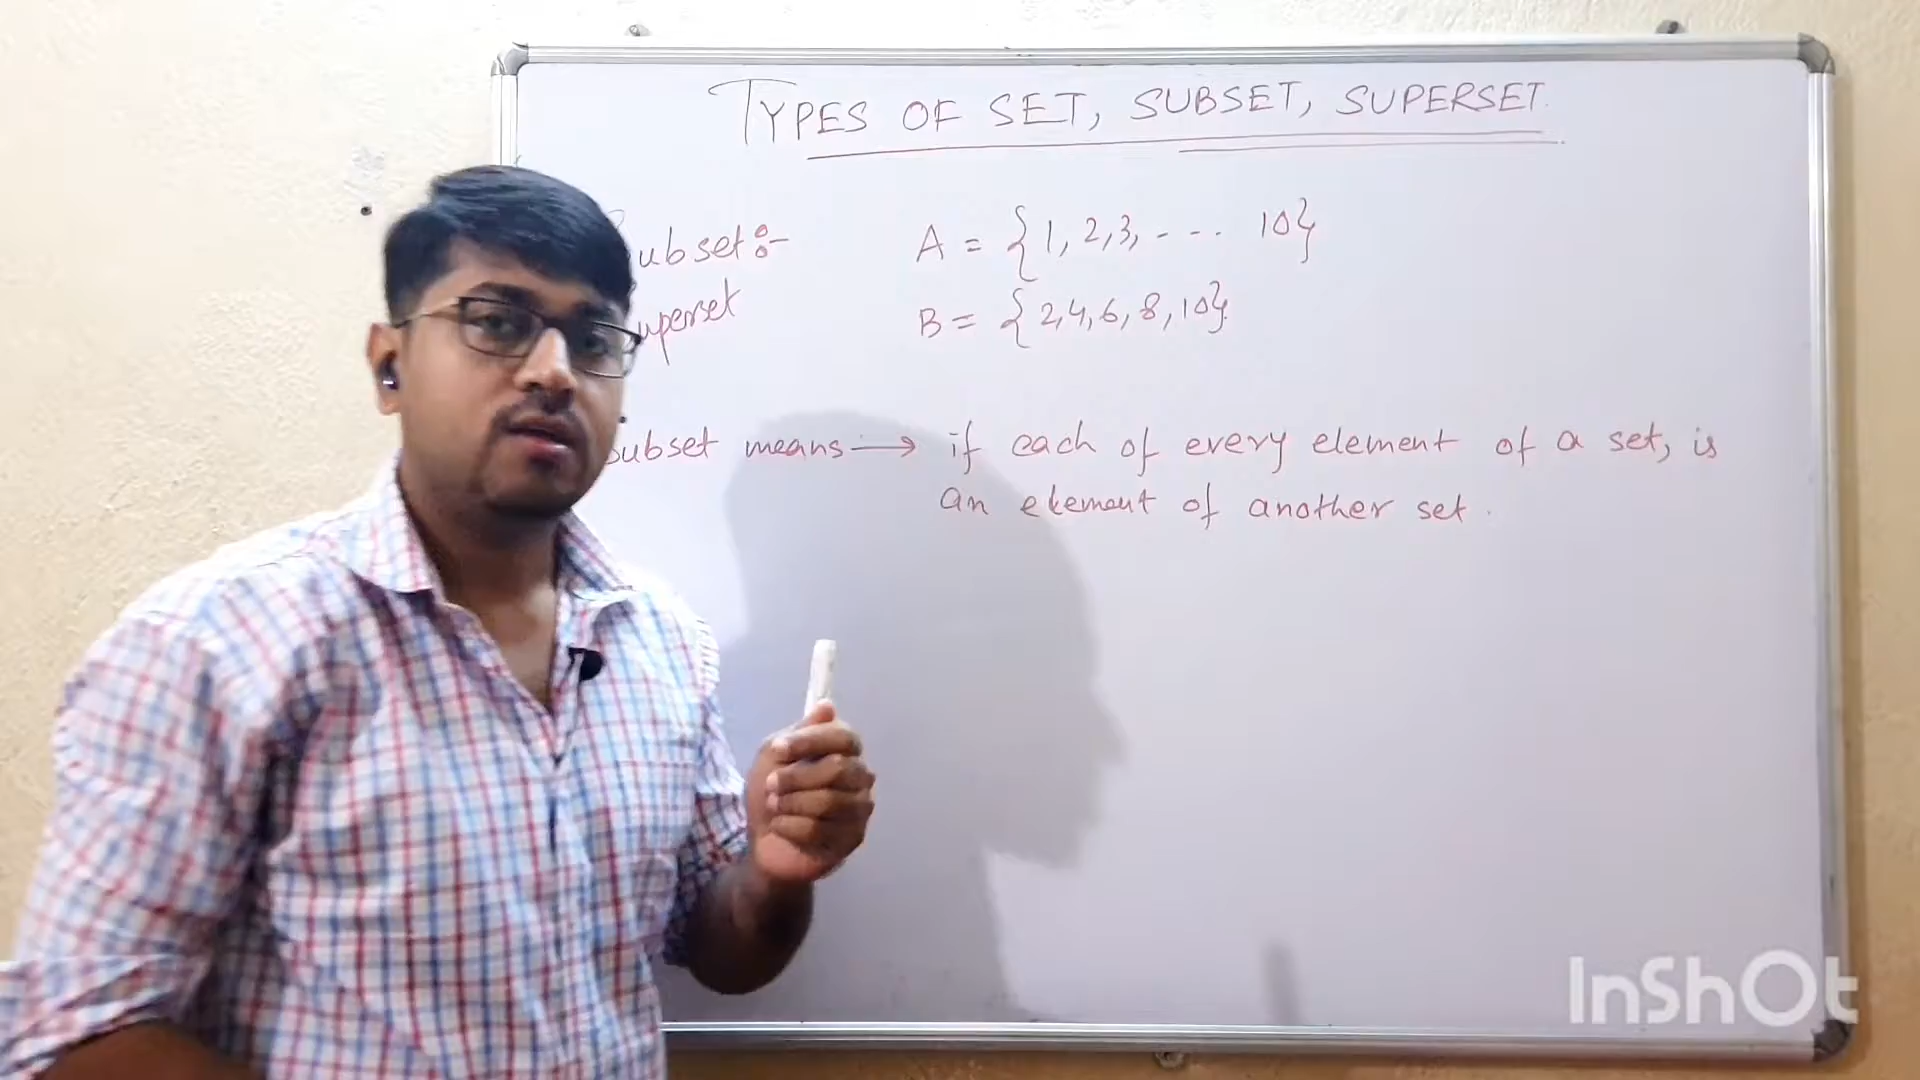 TYPES OF SET, SUBSET, SUPERSET.
ubset:- A = {1, 2, 3, - - - . 10}
uperset B = {2, 4, 6, 8, 10}.
subset means → if each of every element of a set, is
an element of another set.
InShOt